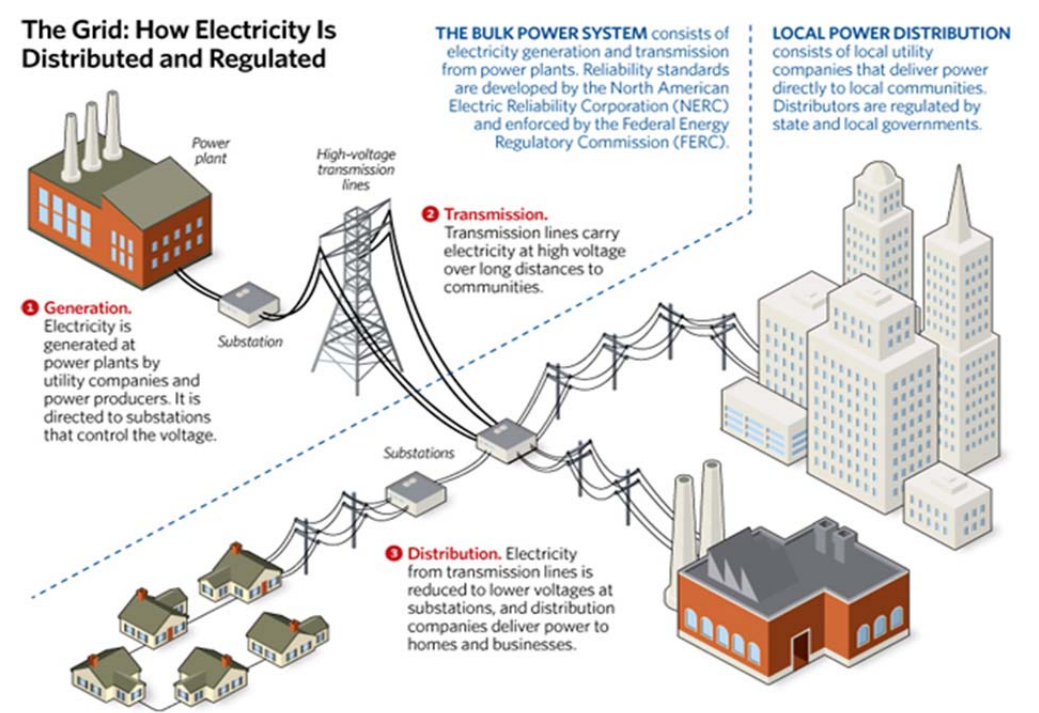 The Grid: How Electricity Is
Distributed and Regulated
THE BULK POWER SYSTEM consists of
electricity generation and transmission
from power plants. Reliability standards
are developed by the North American
Electric Reliability Corporation (NERC)
and enforced by the Federal Energy
Regulatory Commission (FERC).
LOCAL POWER DISTRIBUTION
consists of local utility
companies that deliver power
directly to local communities.
Distributors are regulated by
state and local governments.
Power
plant
High-voltage
transmission
lines
1 Generation.
Electricity is
generated at
power plants by
utility companies and
power producers. It is
directed to substations
that control the voltage.
Substation
2 Transmission.
Transmission lines carry
electricity at high voltage
over long distances to
communities.
Substations
3 Distribution. Electricity
from transmission lines is
reduced to lower voltages at
substations, and distribution
companies deliver power to
homes and businesses.